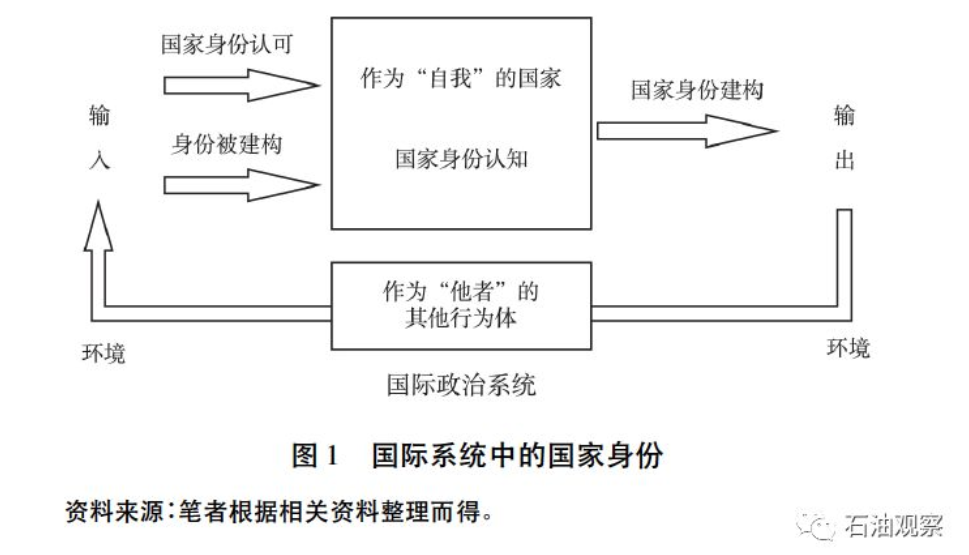 国家身份认可
身份被建构
输
入
作为“自我”的国家
国家身份认知
国家身份建构
输
出
作为“他者”的
其他行为体
环境
环境
国际政治系统
图1 国际系统中的国家身份
资料来源:笔者根据相关资料整理而得。
石油观察